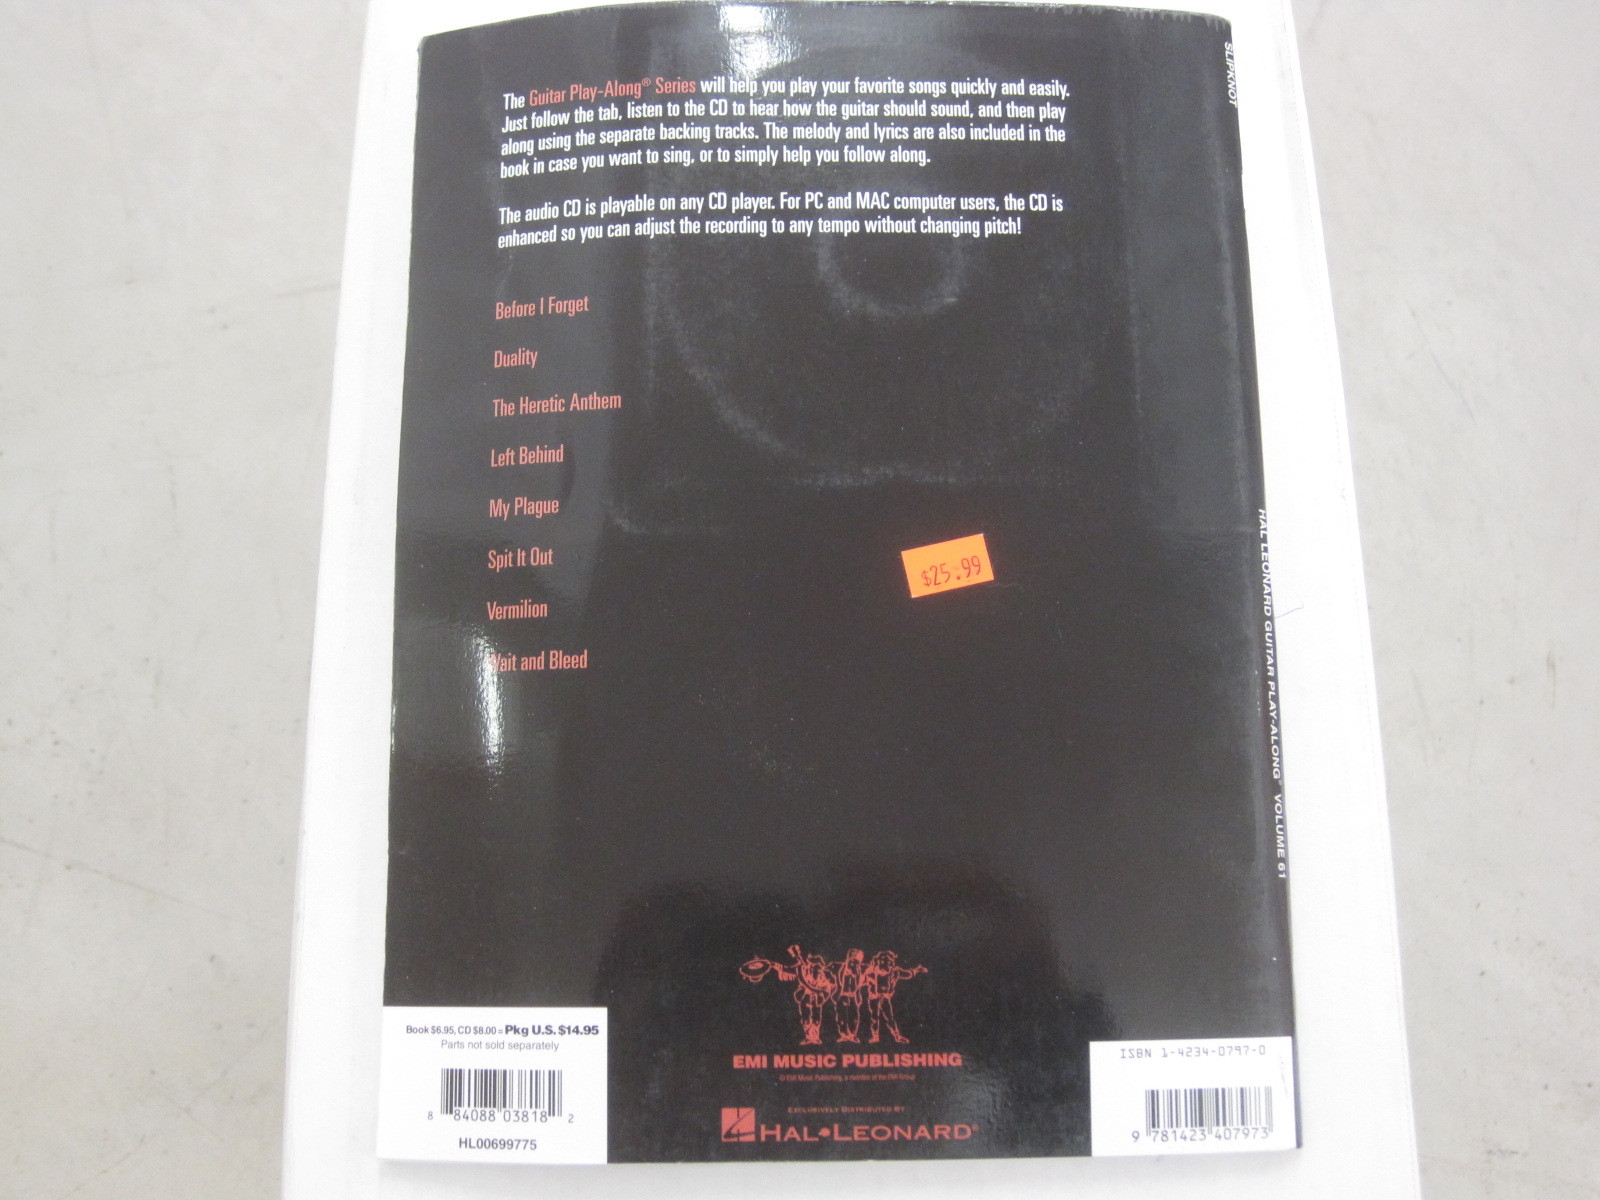 The Guitar Play-Along® Series will help you play your favorite songs quickly and easily.
Just follow the tab, listen to the CD to hear how the guitar should sound, and then play
along using the separate backing tracks. The melody and lyrics are also included in the
book in case you want to sing, or to simply help you follow along.
The audio CD is playable on any CD player. For PC and MAC computer users, the CD is
enhanced so you can adjust the recording to any tempo without changing pitch!
Before I Forget
Duality
The Heretic Anthem
Left Behind
My Plague
Spit It Out
Vermilion
Wait and Bleed
$25.99
SLIPKNOT
HAL LEONARD GUITAR PLAY-ALONG® VOLUME 61
Book $6.95, CD $8.00 = Pkg U.S. $14.95
Parts not sold separately
8 84088 03818 2
HL00699775
EMI MUSIC PUBLISHING
© EMI Music Publishing, a member of the EMI Group
EXCLUSIVELY DISTRIBUTED BY
HAL•LEONARD®
ISBN 1-4234-0797-0
9 781423 407973